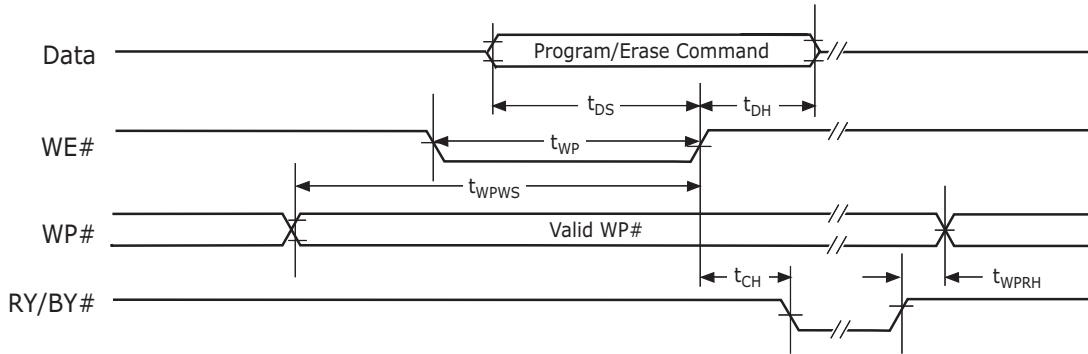 Data
Program/Erase Command
tDS
tDH
WE#
tWP
tWPWS
WP#
Valid WP#
tCH
tWPRH
RY/BY#